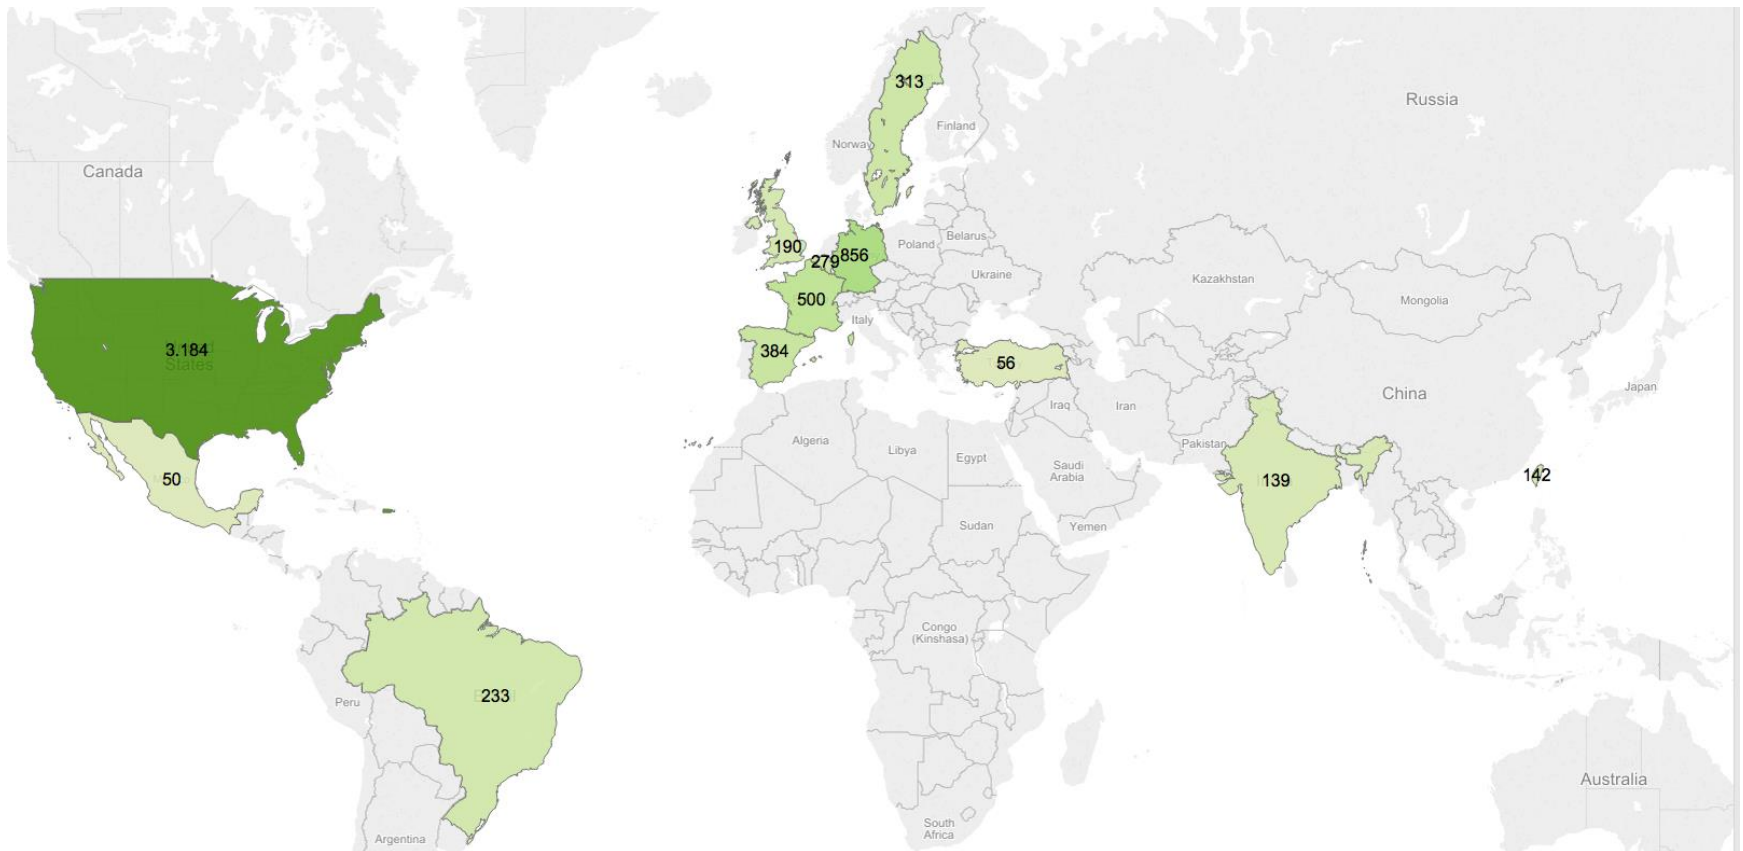 313
Russia
Finland
Norway
Canada
Belarus
Poland
190
279
856
Ukraine
Kazakhstan
500
Mongolia
Italy
3.184
States
384
56
China
Japan
Iraq
Iran
Algeria
Libya
Egypt
Pakistan
Saudi
Arabia
50
139
142
Sudan
Yemen
Congo
(Kinshasa)
233
Peru
Australia
South
Africa
Argentina